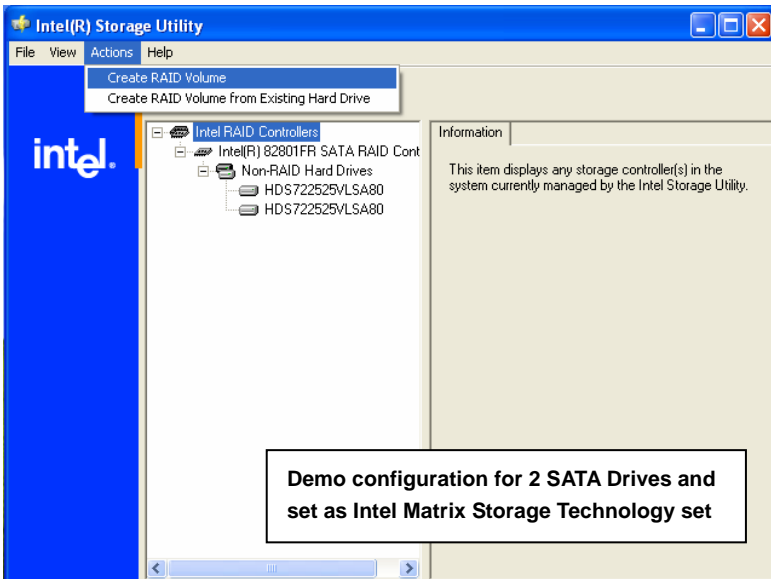 Intel(R) Storage Utility
File View Actions Help
Create RAID Volume
Create RAID Volume from Existing Hard Drive
intel.
Intel RAID Controllers
Intel(R) 82801FR SATA RAID Cont
Non-RAID Hard Drives
HDS722525VLSA80
HDS722525VLSA80
Information
This item displays any storage controller(s) in the
system currently managed by the Intel Storage Utility.
Demo configuration for 2 SATA Drives and
set as Intel Matrix Storage Technology set